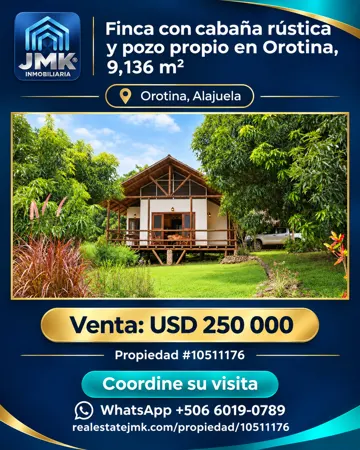 JMK
INMOBILIARIA
Finca con cabaña rústica
y pozo propio en Orotina,
9,136 m²
Orotina, Alajuela
Venta: USD 250 000
Propiedad #10511176
Coordine su visita
WhatsApp +506 6019-0789
realestatejmk.com/propiedad/10511176